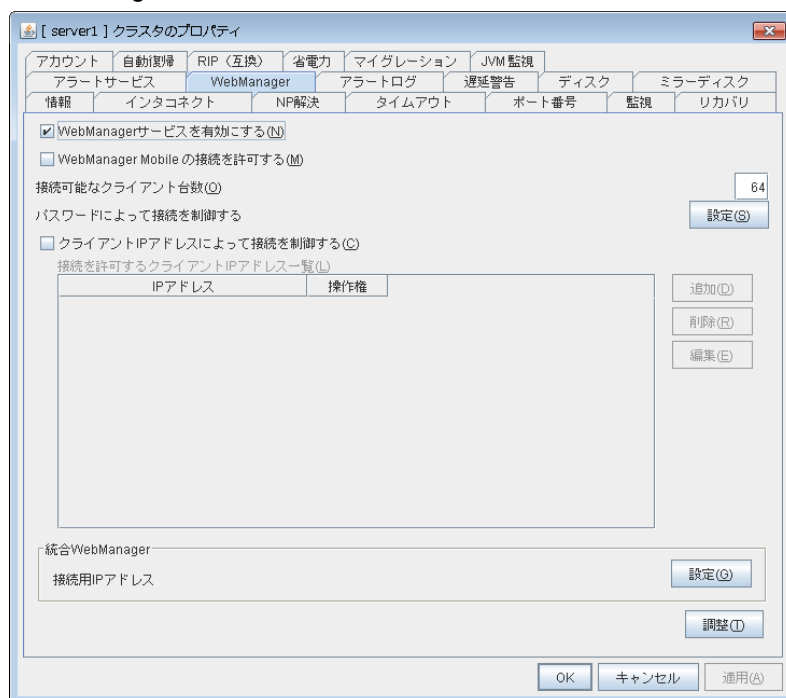 [ server1 ] クラスタのプロパティ
アカウント 自動復帰 RIP（互換） 省電力 マイグレーション JVM 監視
アラートサービス WebManager アラートログ 遅延警告 ディスク ミラーディスク
情報 インタコネクト NP解決 タイムアウト ポート番号 監視 リカバリ
WebManagerサービスを有効にする(N)
WebManager Mobile の接続を許可する(M)
接続可能なクライアント台数(O) 64
パスワードによって接続を制御する 設定(S)
クライアントIPアドレスによって接続を制御する(C)
接続を許可するクライアントIPアドレス一覧(L)
IPアドレス 操作権 追加(D)
削除(R)
編集(E)
統合WebManager
接続用IPアドレス 設定(G)
調整(T)
OK キャンセル 適用(A)